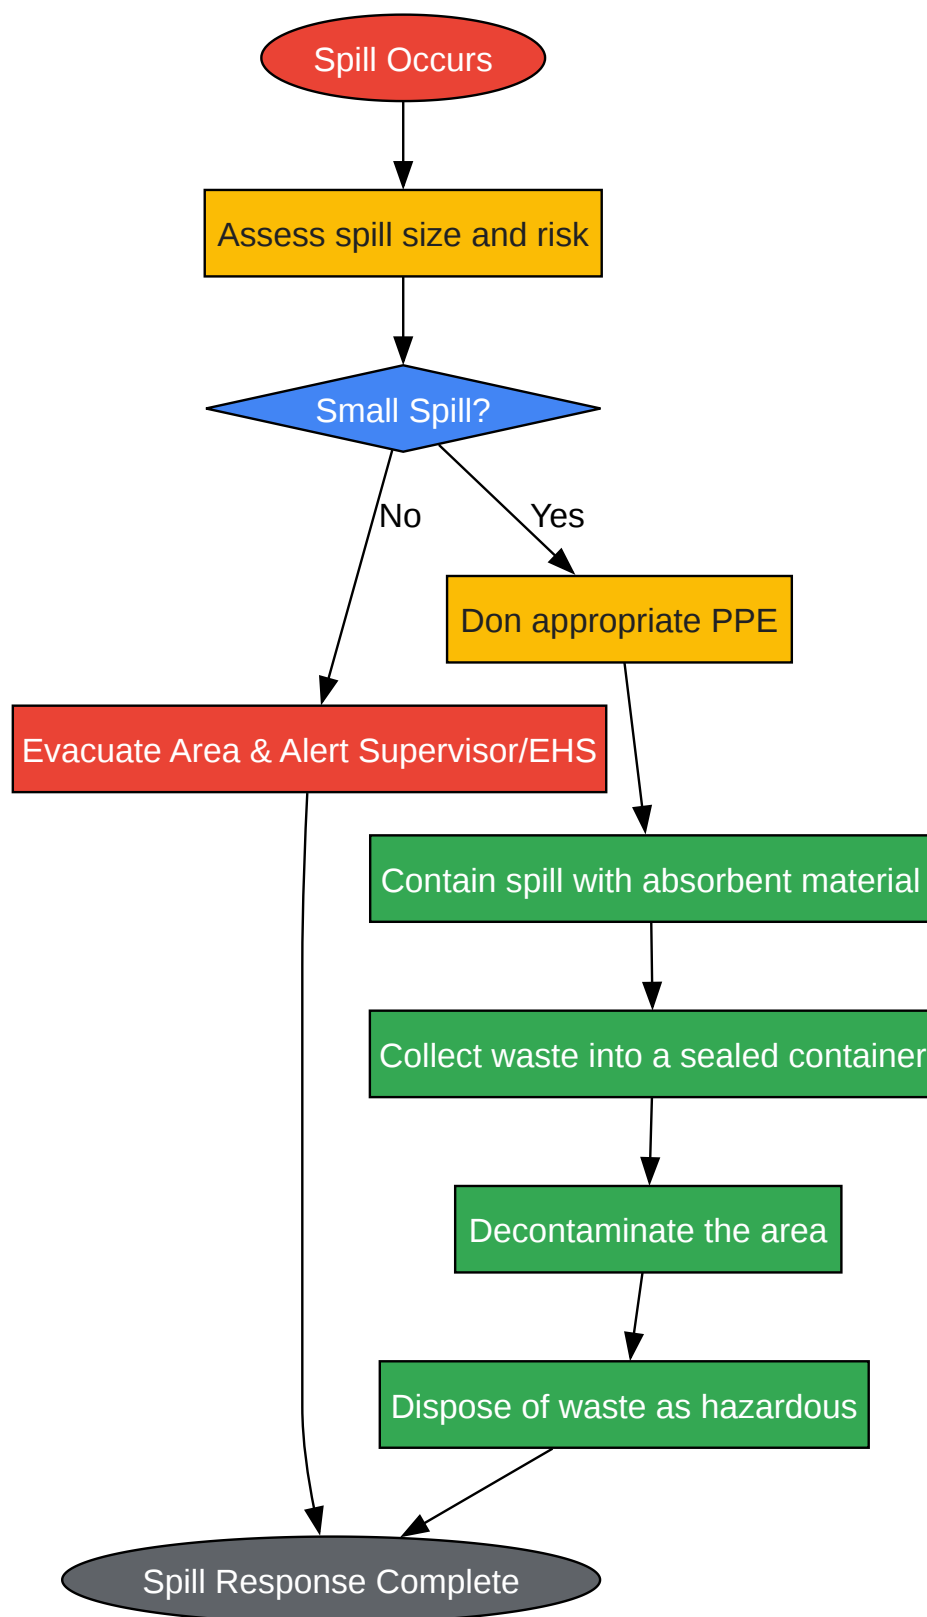 Spill Occurs
Assess spill size and risk
Small Spill?
No
Yes
Don appropriate PPE
Evacuate Area & Alert Supervisor/EHS
Contain spill with absorbent material
Collect waste into a sealed container
Decontaminate the area
Dispose of waste as hazardous
Spill Response Complete